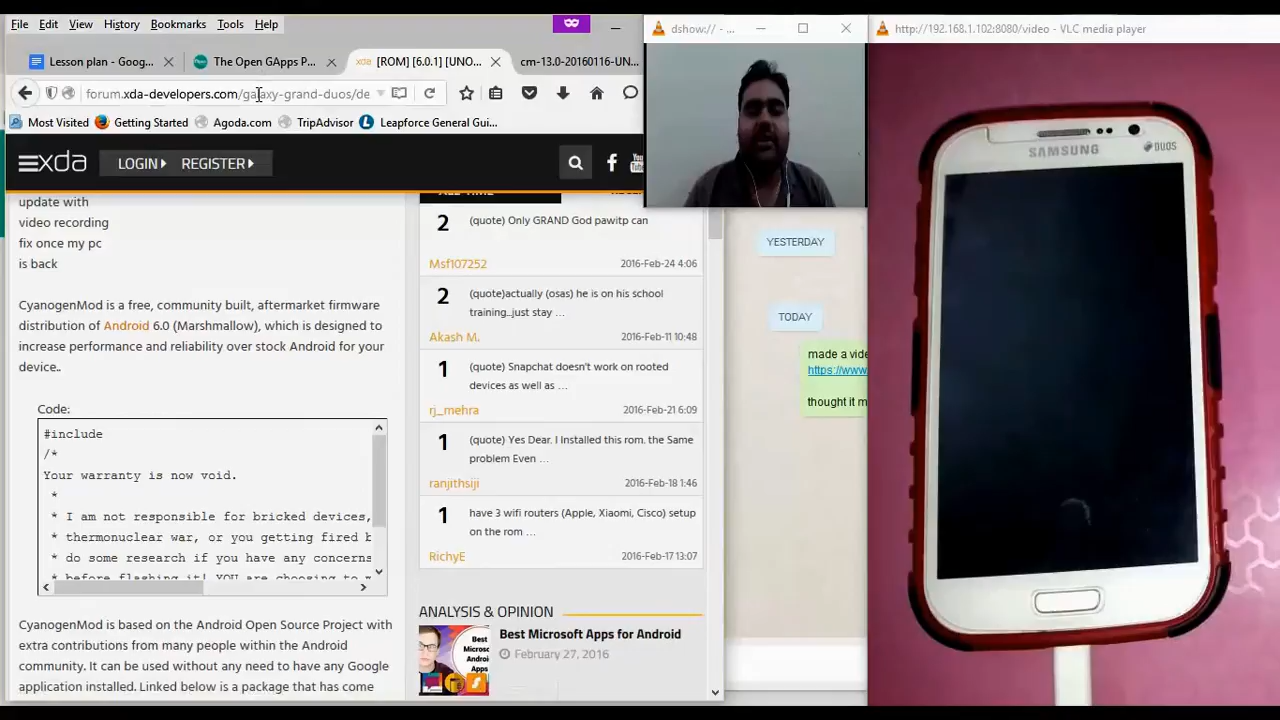 File Edit View History Bookmarks Tools Help
Lesson plan - Goog...
The Open GApps P...
xda [ROM] [6.0.1] [UNO...
cm-13.0-20160116-UN...
forum.xda-developers.com/galaxy-grand-duos/de
Most Visited Getting Started Agoda.com TripAdvisor Leapforce General Gui...
xda
LOGIN REGISTER
update with
video recording
fix once my pc
is back
CyanogenMod is a free, community built, aftermarket firmware
distribution of Android 6.0 (Marshmallow), which is designed to
increase performance and reliability over stock Android for your
device..
Code:
#include
/*
Your warranty is now void.
*
* I am not responsible for bricked devices,
* thermonuclear war, or you getting fired b
* do some research if you have any concerns
* before flashing it! YOU are choosing to
CyanogenMod is based on the Android Open Source Project with
extra contributions from many people within the Android
community. It can be used without any need to have any Google
application installed. Linked below is a package that has come
2 (quote) Only GRAND God pawitp can
Msf107252 2016-Feb-24 4:06
2 (quote)actually (osas) he is on his school
training...just stay ...
Akash M. 2016-Feb-11 10:48
1 (quote) Snapchat doesn't work on rooted
devices as well as ...
rj_mehra 2016-Feb-21 6:09
1 (quote) Yes Dear. I Installed this rom. the Same
problem Even ...
ranjithsiji 2016-Feb-18 1:46
1 have 3 wifi routers (Apple, Xiaomi, Cisco) setup
on the rom ...
RichyE 2016-Feb-17 13:07
ANALYSIS & OPINION
Best Microsoft Apps for Android
February 27, 2016
dshow:// - ...
YESTERDAY
TODAY
made a vide
https://www
thought it m
http://192.168.1.102:8080/video - VLC media player
SAMSUNG DUOS